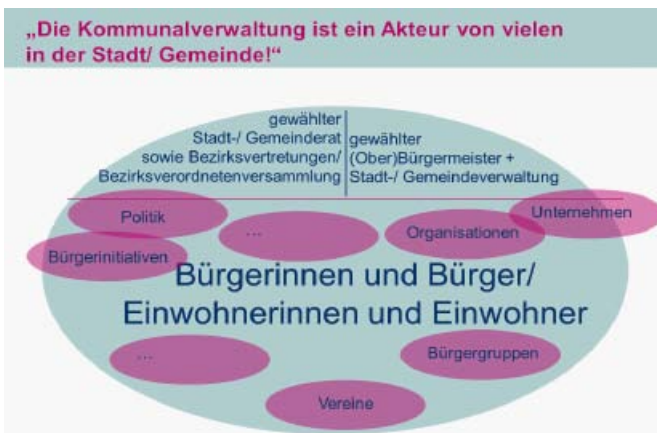 „Die Kommunalverwaltung ist ein Akteur von vielen
in der Stadt/ Gemeinde!“
gewählter
Stadt-/ Gemeinderat
sowie Bezirksvertretungen/
Bezirksverordnetenversammlung
gewählter
(Ober)Bürgermeister +
Stadt-/ Gemeindeverwaltung
Politik
...
Organisationen
Unternehmen
Bürgerinitiativen
Bürgerinnen und Bürger/
Einwohnerinnen und Einwohner
...
Bürgergruppen
Vereine